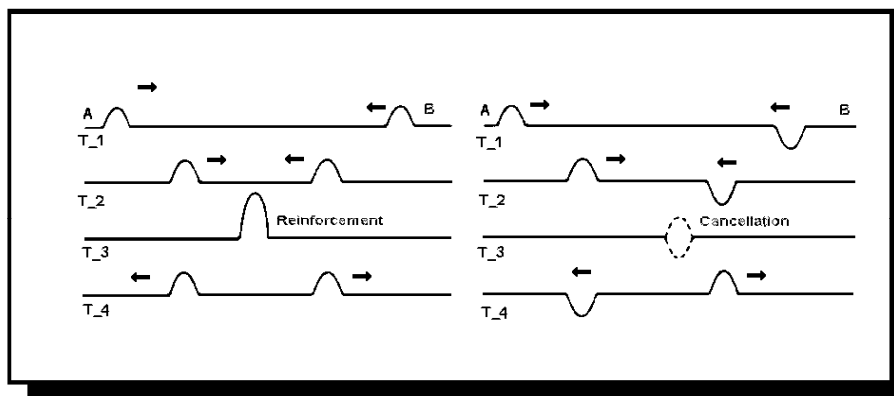 A B
T_1
T_2
Reinforcement
T_3
T_4
A B
T_1
T_2
Cancellation
T_3
T_4